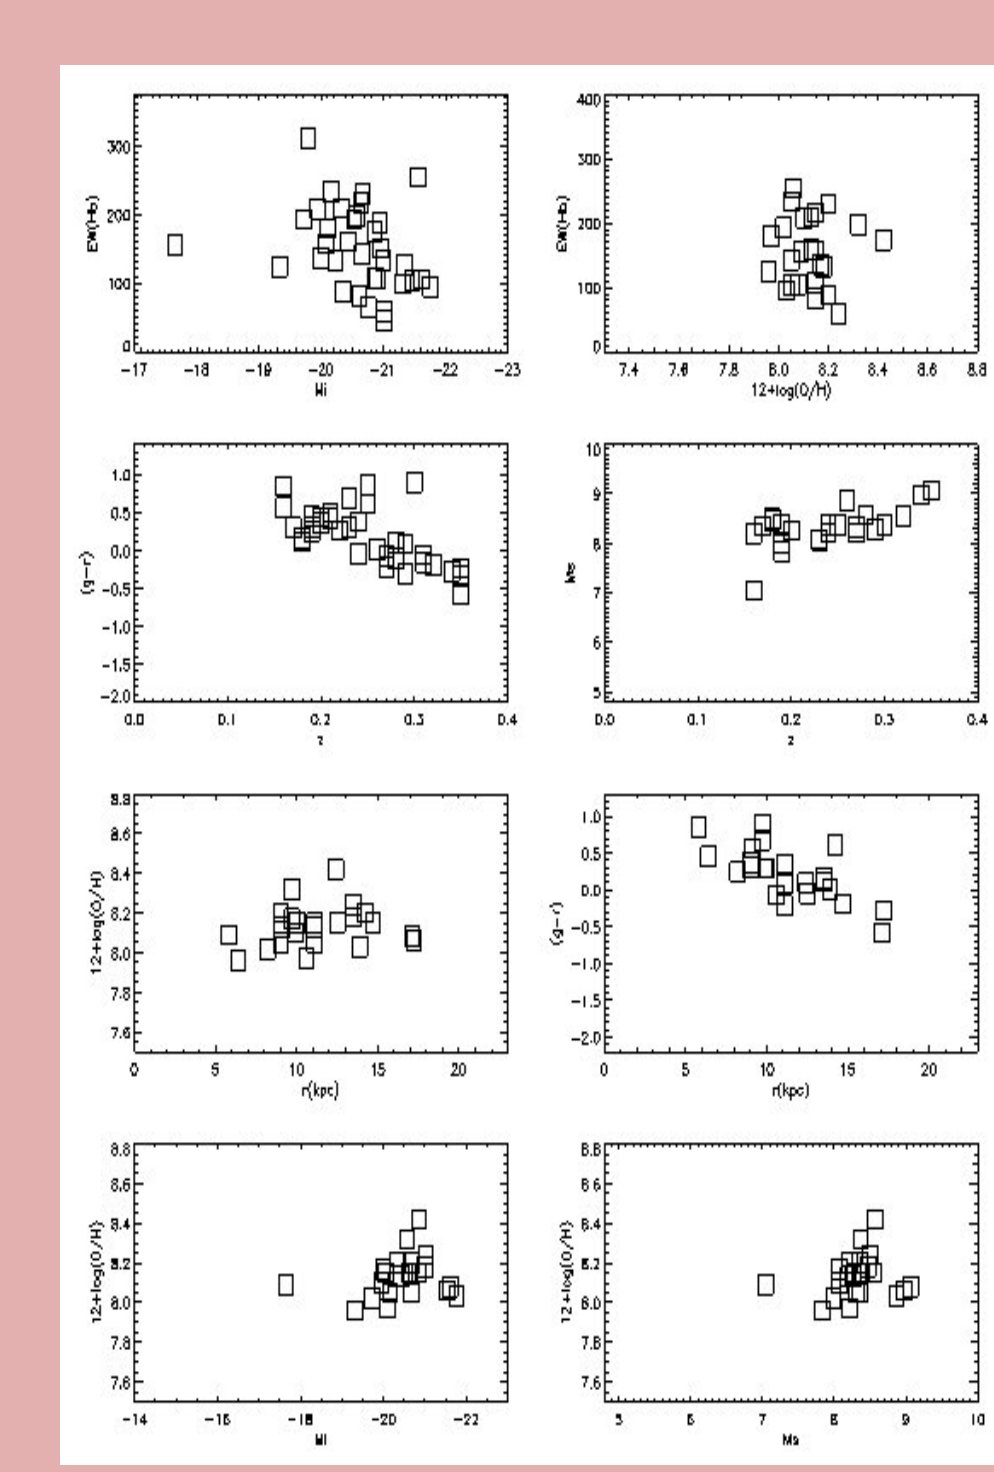 300
200
100
0
EW(Hb)
-17 -18 -19 -20 -21 -22 -23
Mi
400
300
200
100
0
EW(Hb)
7.4 7.6 7.8 8.0 8.2 8.4 8.6 8.8
12+log(O/H)
1.0
0.5
0.0
-0.5
-1.0
-1.5
-2.0
(g-r)
0.0 0.1 0.2 0.3 0.4
z
10
9
8
7
6
5
Ms
0.0 0.1 0.2 0.3 0.4
z
8.8
8.6
8.4
8.2
8.0
7.8
7.6
12+log(O/H)
0 5 10 15 20
r(kpc)
1.0
0.5
0.0
-0.5
-1.0
-1.5
-2.0
(g-r)
0 5 10 15 20
r(kpc)
8.8
8.6
8.4
8.2
8.0
7.8
7.6
12+log(O/H)
-14 -16 -18 -20 -22
Mi
8.8
8.6
8.4
8.2
8.0
7.8
7.6
12+log(O/H)
5 6 7 8 9 10
Ms